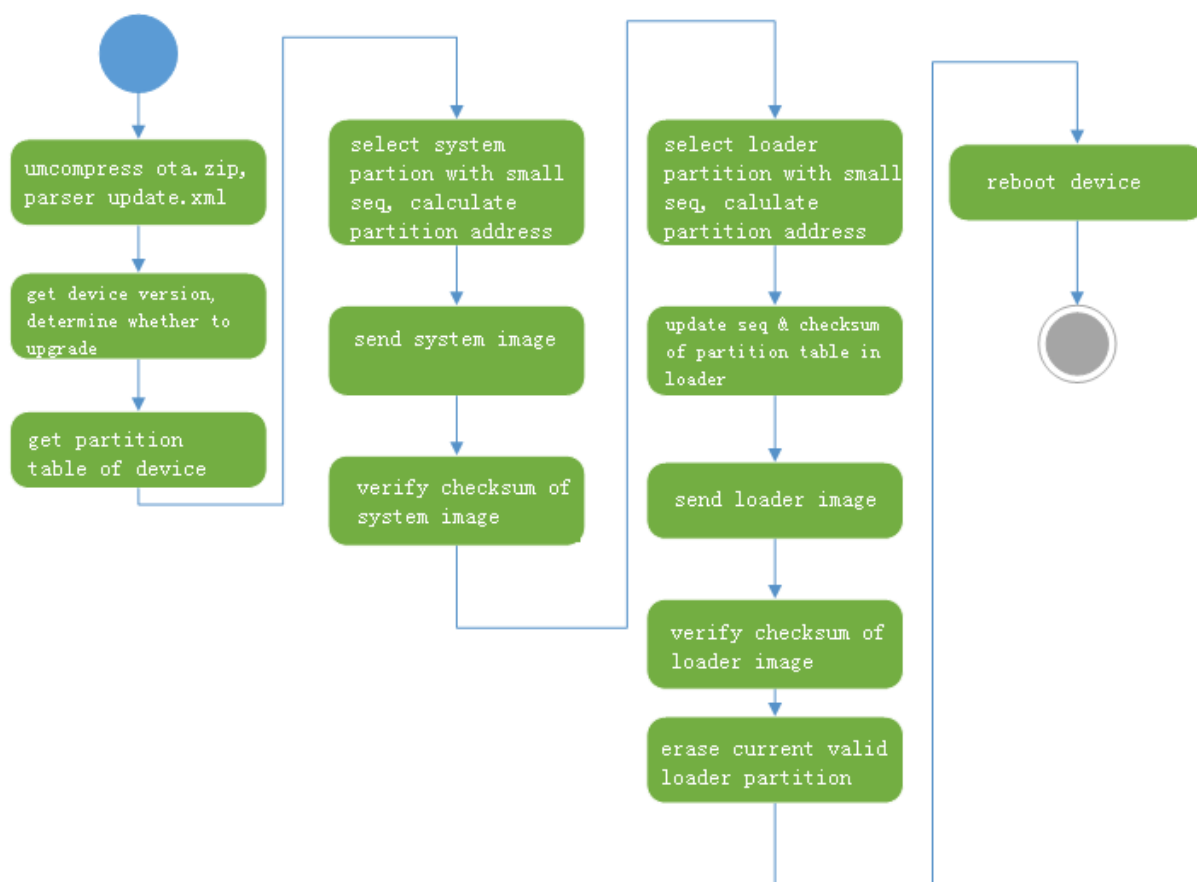 umcompress ota.zip,
parser update.xml
get device version,
determine whether to
upgrade
get partition
table of device
select system
partion with small
seq, calculate
partition address
send system image
verify checksum of
system image
select loader
partition with small
seq, calulate
partition address
update seq & checksum
of partition table in
loader
send loader image
verify checksum of
loader image
erase current valid
loader partition
reboot device